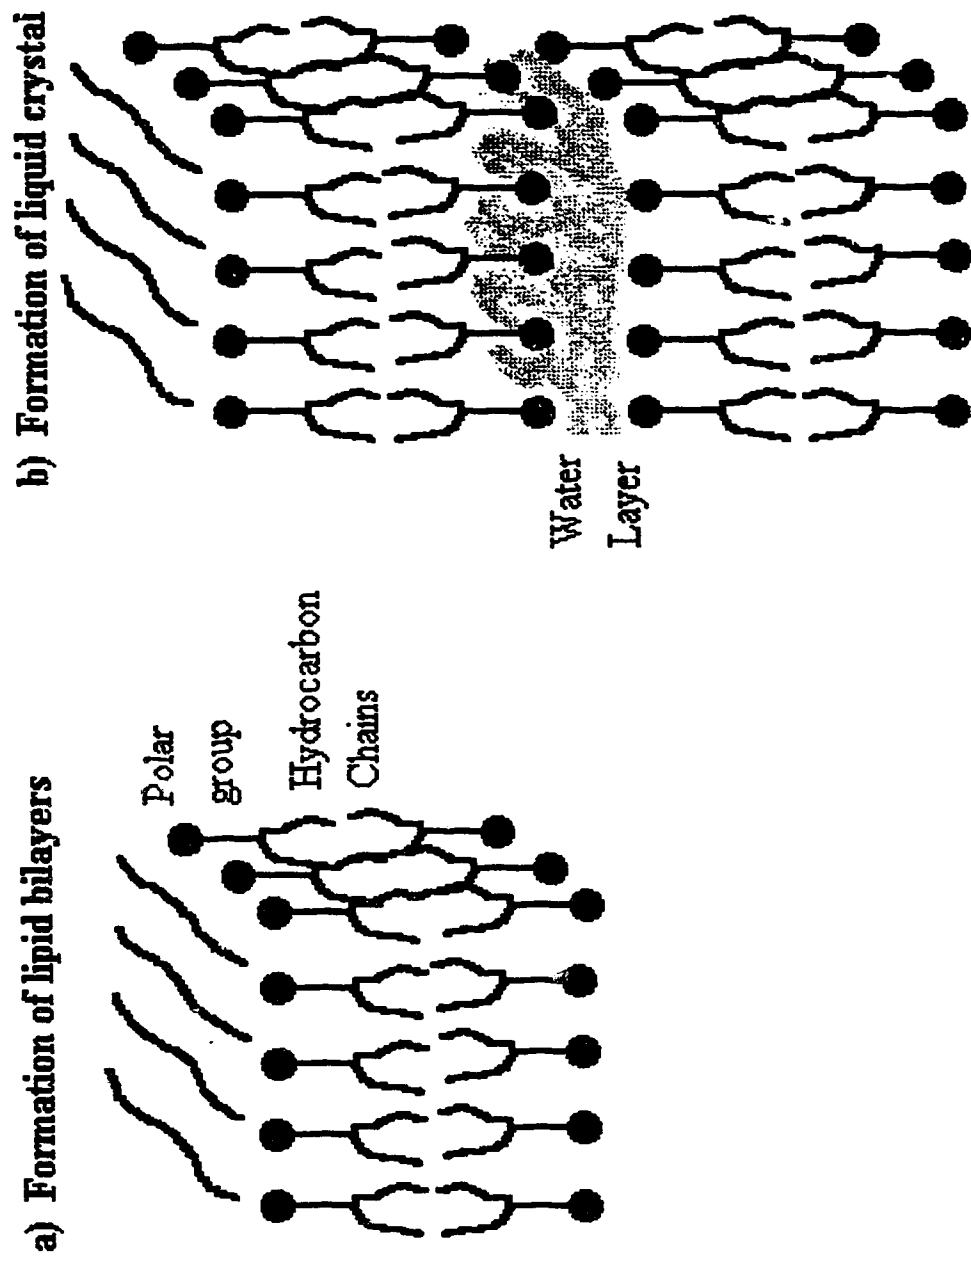 a) Formation of lipid bilayers
Polar
group
Hydrocarbon
Chains
b) Formation of liquid crystal
Water
Layer